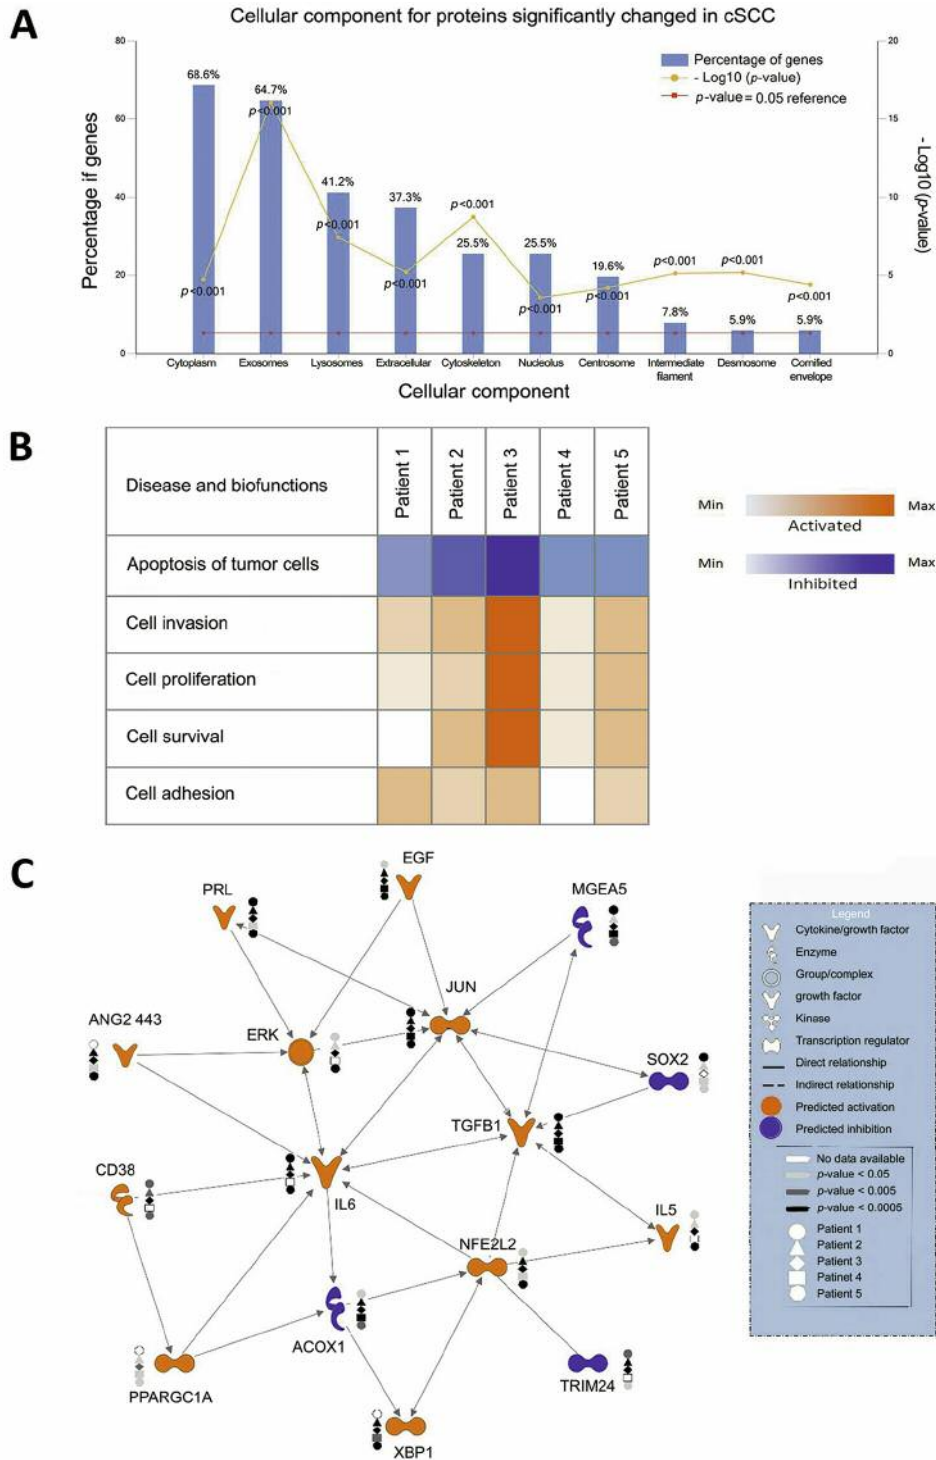 A
Cellular component for proteins significantly changed in cSCC
80
60
40
20
0
Percentage if genes
20
15
10
5
0
- Log10 (p-value)
Percentage of genes
- Log10 (p-value)
p-value = 0.05 reference
68.6%
64.7%
41.2%
37.3%
25.5%
25.5%
19.6%
7.8%
5.9%
5.9%
p<0.001
p<0.001
p<0.001
p<0.001
p<0.001
p<0.001
p<0.001
p<0.001
p<0.001
p<0.001
Cytoplasm
Exosomes
Lysosomes
Extracellular
Cytoskeleton
Nucleolus
Centrosome
Intermediate
filament
Desmosome
Cornified
envelope
Cellular component
B
Disease and biofunctions
Patient 1
Patient 2
Patient 3
Patient 4
Patient 5
Apoptosis of tumor cells
Cell invasion
Cell proliferation
Cell survival
Cell adhesion
Min
Max
Activated
Min
Max
Inhibited
C
EGF
PRL
MGEA5
JUN
ANG2 443
ERK
SOX2
TGFB1
CD38
IL6
IL5
NFE2L2
ACOX1
PPARGC1A
TRIM24
XBP1
Legend
Cytokine/growth factor
Enzyme
Group/complex
growth factor
Kinase
Transcription regulator
Direct relationship
Indirect relationship
Predicted activation
Predicted inhibition
No data available
p-value < 0.05
p-value < 0.005
p-value < 0.0005
Patient 1
Patient 2
Patient 3
Patinet 4
Patient 5